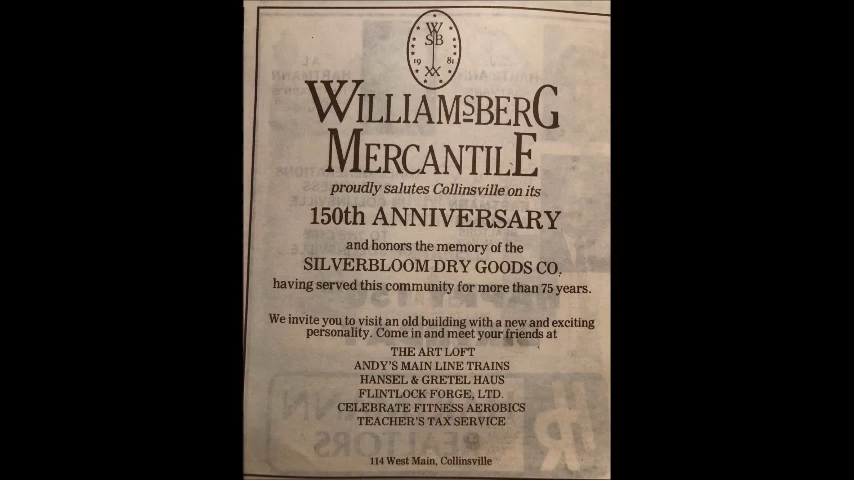 W
SB
19 81
XX
WILLIAMSBERG
MERCANTILE
proudly salutes Collinsville on its
150th ANNIVERSARY
and honors the memory of the
SILVERBLOOM DRY GOODS CO.
having served this community for more than 75 years.
We invite you to visit an old building with a new and exciting
personality. Come in and meet your friends at
THE ART LOFT
ANDY'S MAIN LINE TRAINS
HANSEL & GRETEL HAUS
FLINTLOCK FORGE, LTD.
CELEBRATE FITNESS AEROBICS
TEACHER'S TAX SERVICE
114 West Main, Collinsville